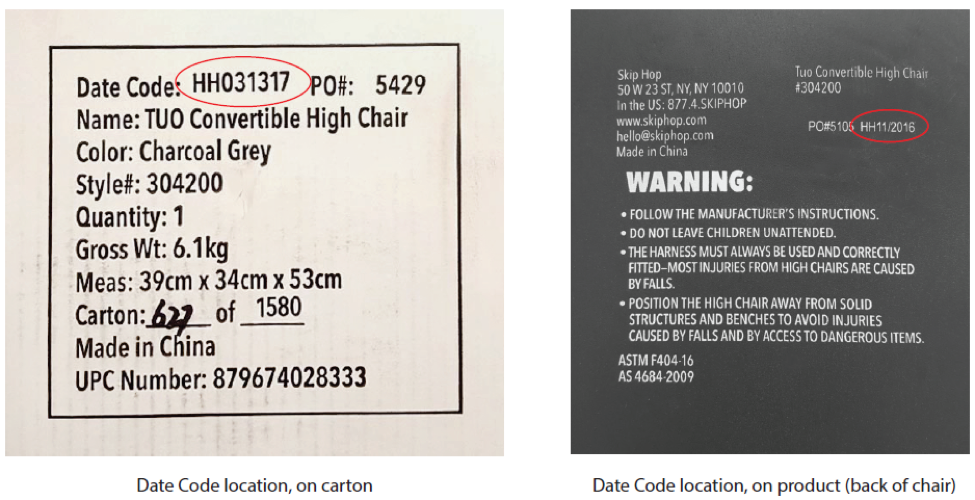 Date Code: HH031317 PO#: 5429
Name: TUO Convertible High Chair
Color: Charcoal Grey
Style#: 304200
Quantity: 1
Gross Wt: 6.1kg
Meas: 39cm x 34cm x 53cm
Carton: 627 of 1580
Made in China
UPC Number: 879674028333
Date Code location, on carton
Skip Hop
50 W 23 ST, NY, NY 10010
In the US: 877.4.SKIPHOP
www.skiphop.com
hello@skiphop.com
Made in China
Tuo Convertible High Chair
#304200
PO#5105 HH11/2016
WARNING:
• FOLLOW THE MANUFACTURER'S INSTRUCTIONS.
• DO NOT LEAVE CHILDREN UNATTENDED.
• THE HARNESS MUST ALWAYS BE USED AND CORRECTLY
FITTED–MOST INJURIES FROM HIGH CHAIRS ARE CAUSED
BY FALLS.
• POSITION THE HIGH CHAIR AWAY FROM SOLID
STRUCTURES AND BENCHES TO AVOID INJURIES
CAUSED BY FALLS AND BY ACCESS TO DANGEROUS ITEMS.
ASTM F404-16
AS 4684-2009
Date Code location, on product (back of chair)